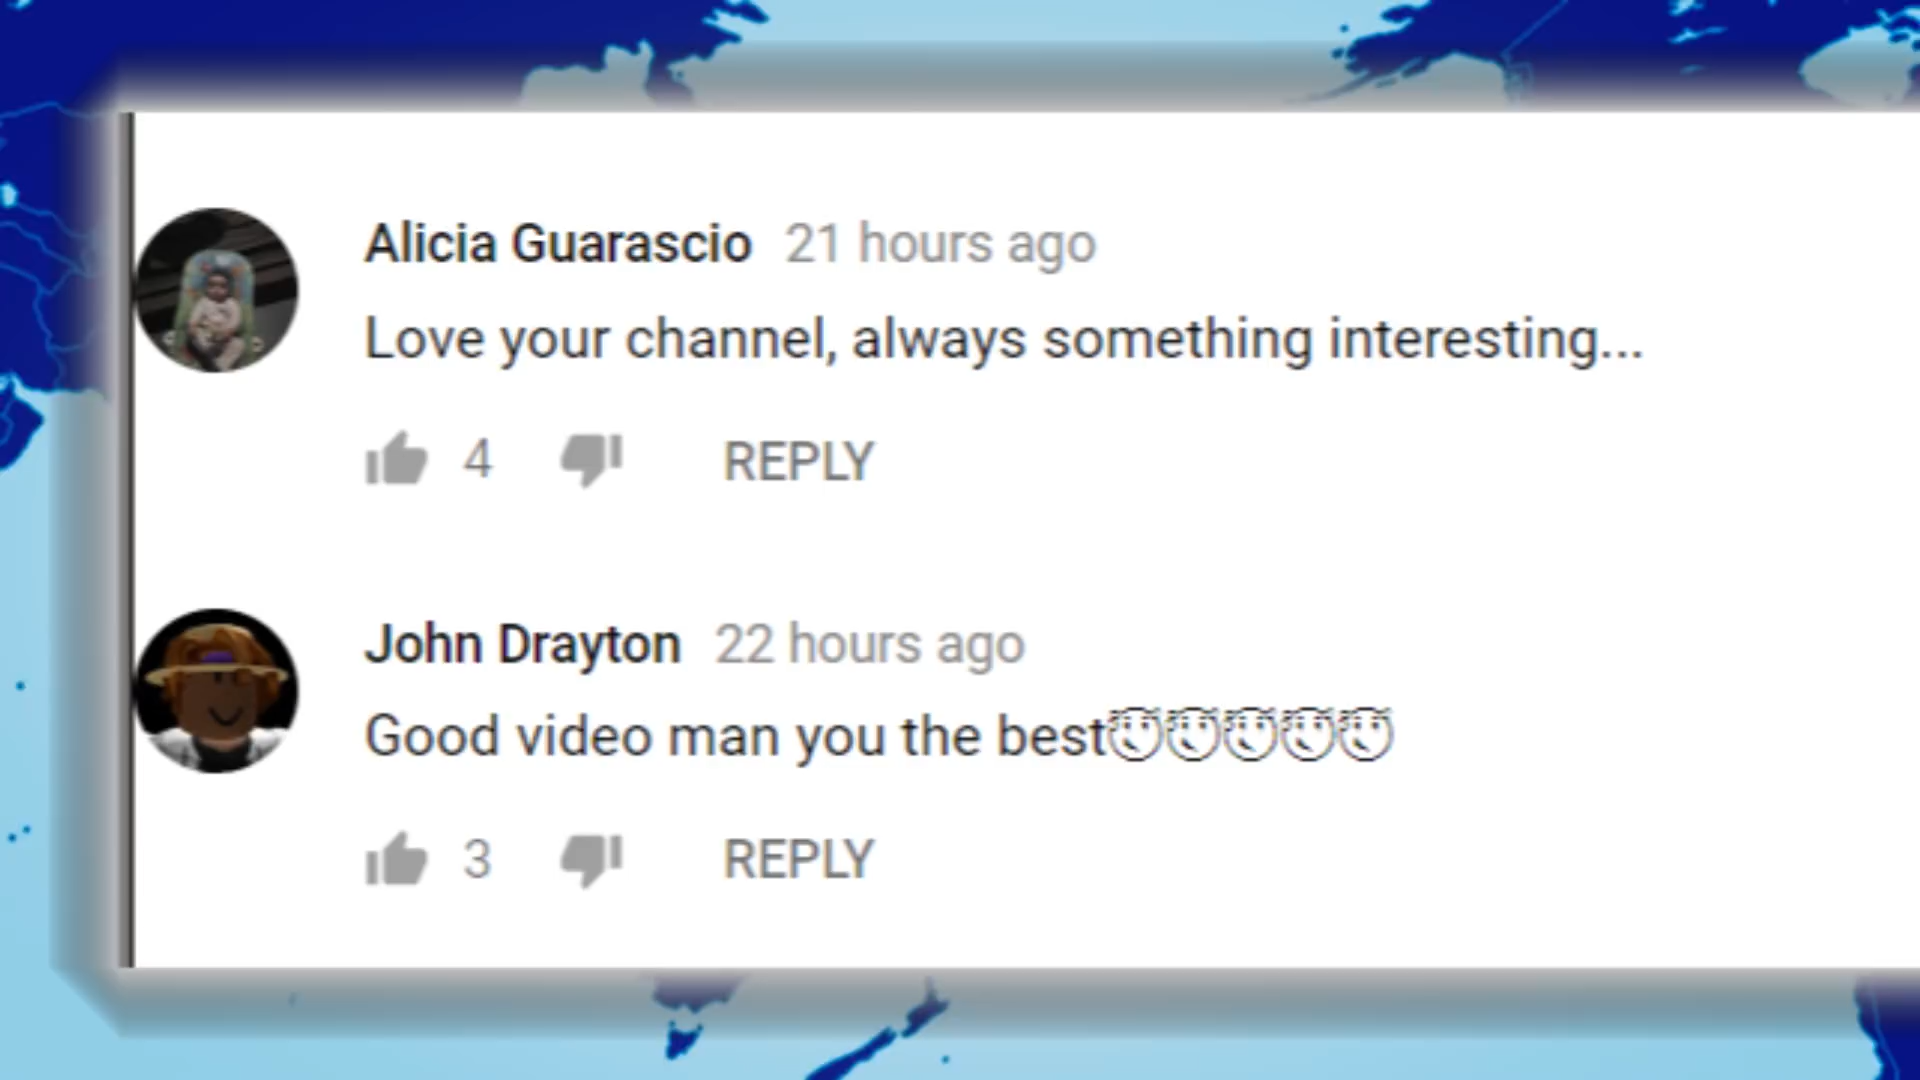 Alicia Guarascio 21 hours ago
Love your channel, always something interesting...
4 REPLY
John Drayton 22 hours ago
Good video man you the best
3 REPLY